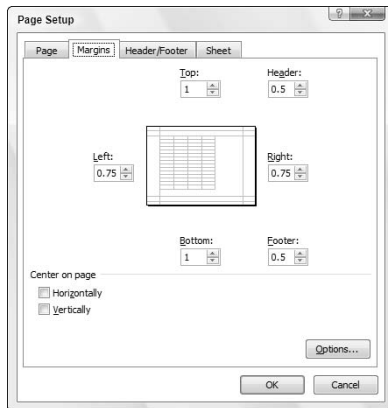 Page Setup
Page Margins Header/Footer Sheet
Top: Header:
1 0.5
Left: Right:
0.75 0.75
Bottom: Footer:
1 0.5
Center on page
Horizontally
Vertically
Options...
OK Cancel